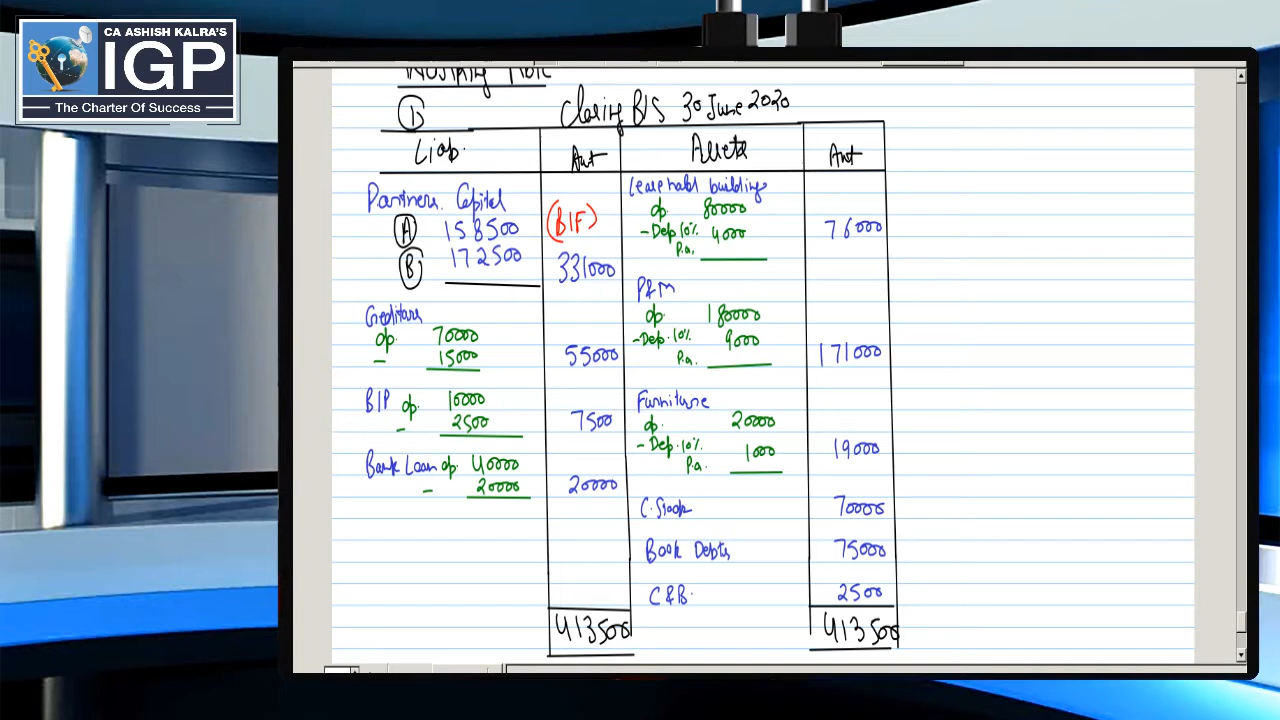 CA ASHISH KALRA'S
IGP
The Charter Of Success
Working Note
① Closing B/S 30 June 2020
Liab. Amt Assets Amt
Partners Capital (B/F)
Ⓐ 158500
Ⓑ 172500 331000
Creditors
op. 70000
- 15000 55000
B/P op. 10000
- 2500 7500
Bank Loan op. 40000
- 20000 20000
413500
Leasehold buildings
op. 80000
- Dep. 10% 4000 76000
p.a.
P&M
op. 180000
- Dep. 10% 9000
p.a. 171000
Furniture
op. 20000
- Dep. 10% 1000 19000
p.a.
C. Stock 70000
Book Debts 75000
C&B. 2500
413500